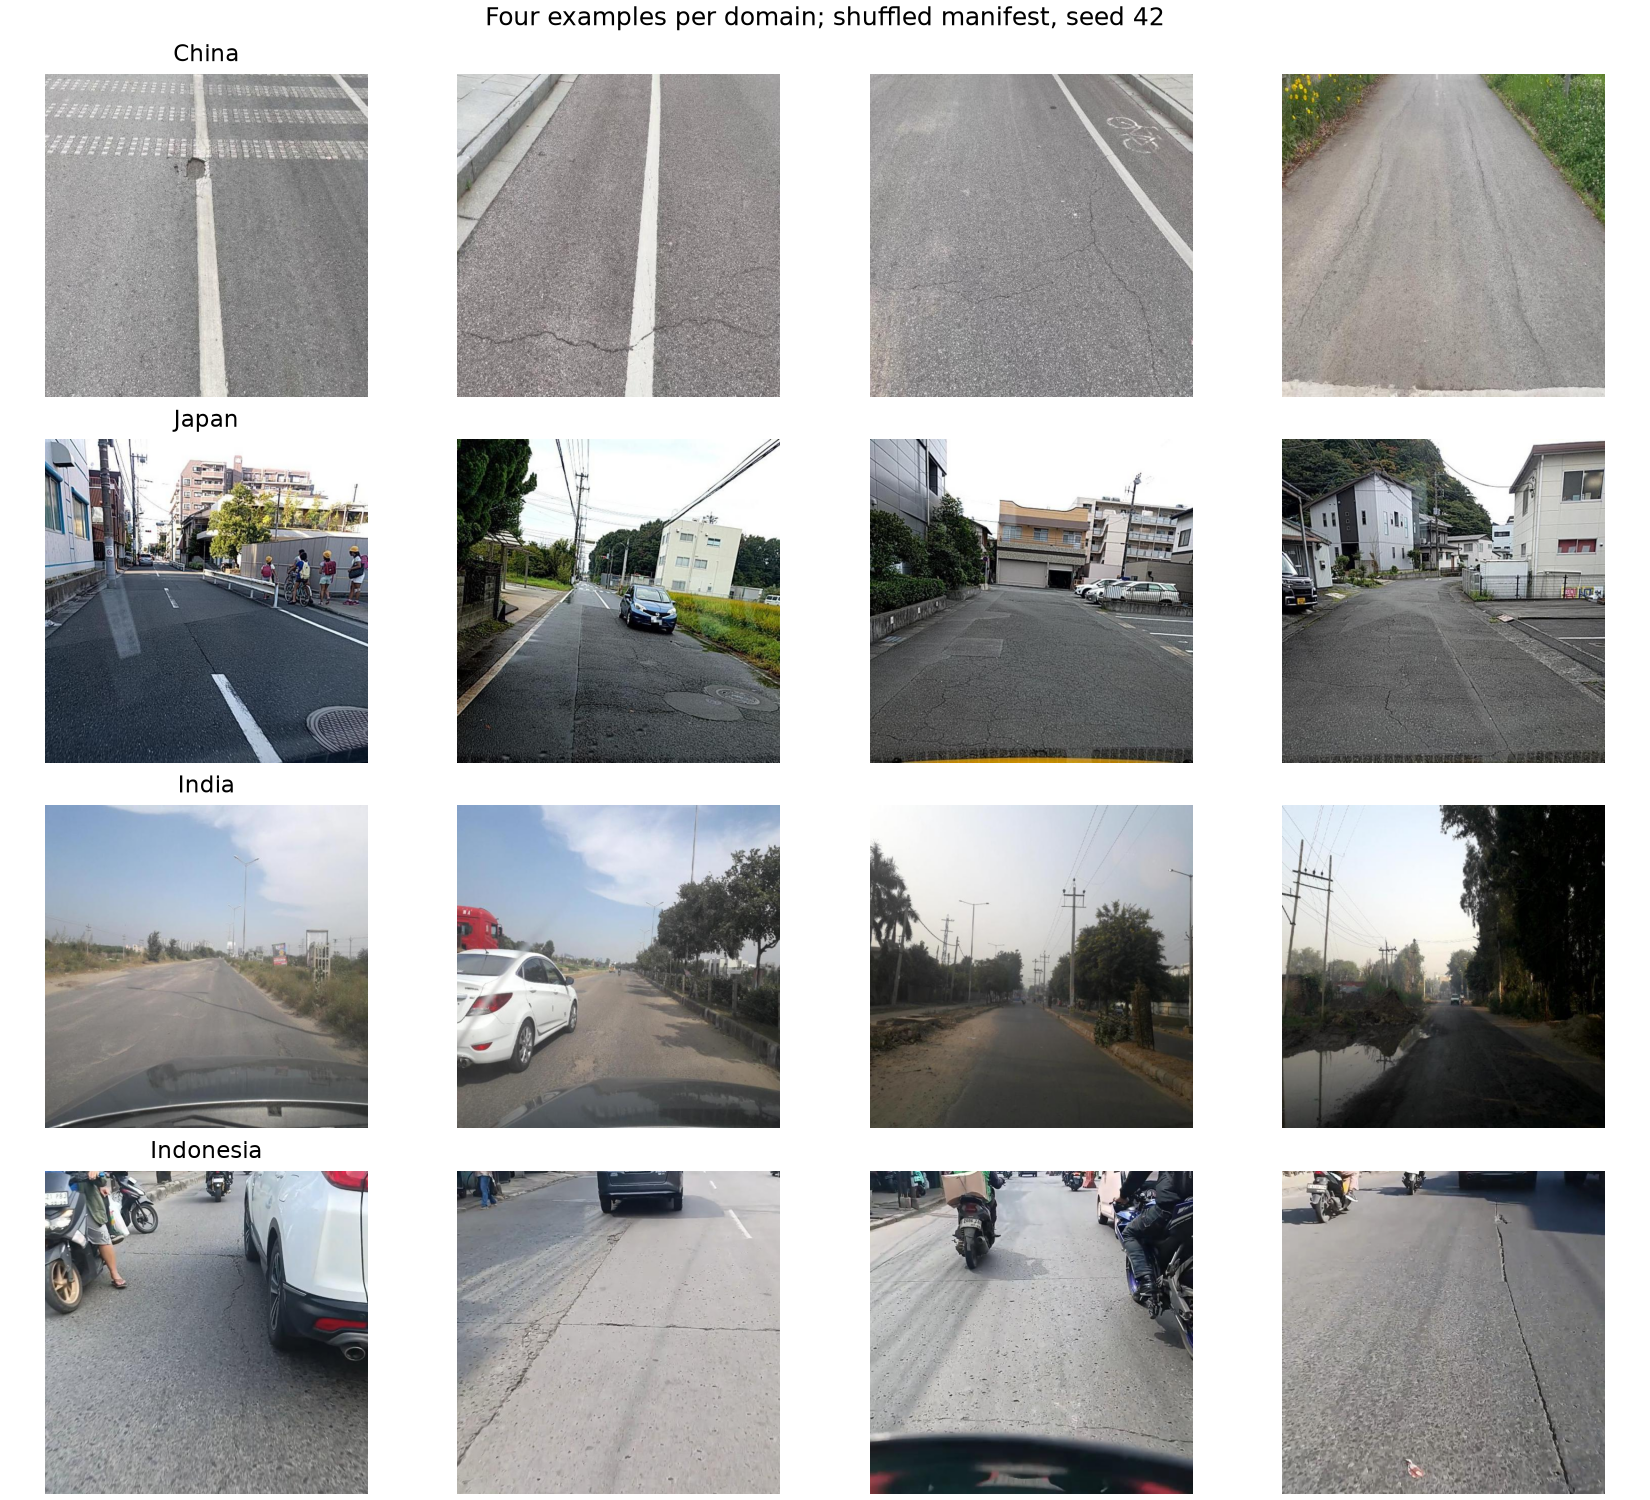 Four examples per domain; shuffled manifest, seed 42
China
Japan
India
Indonesia